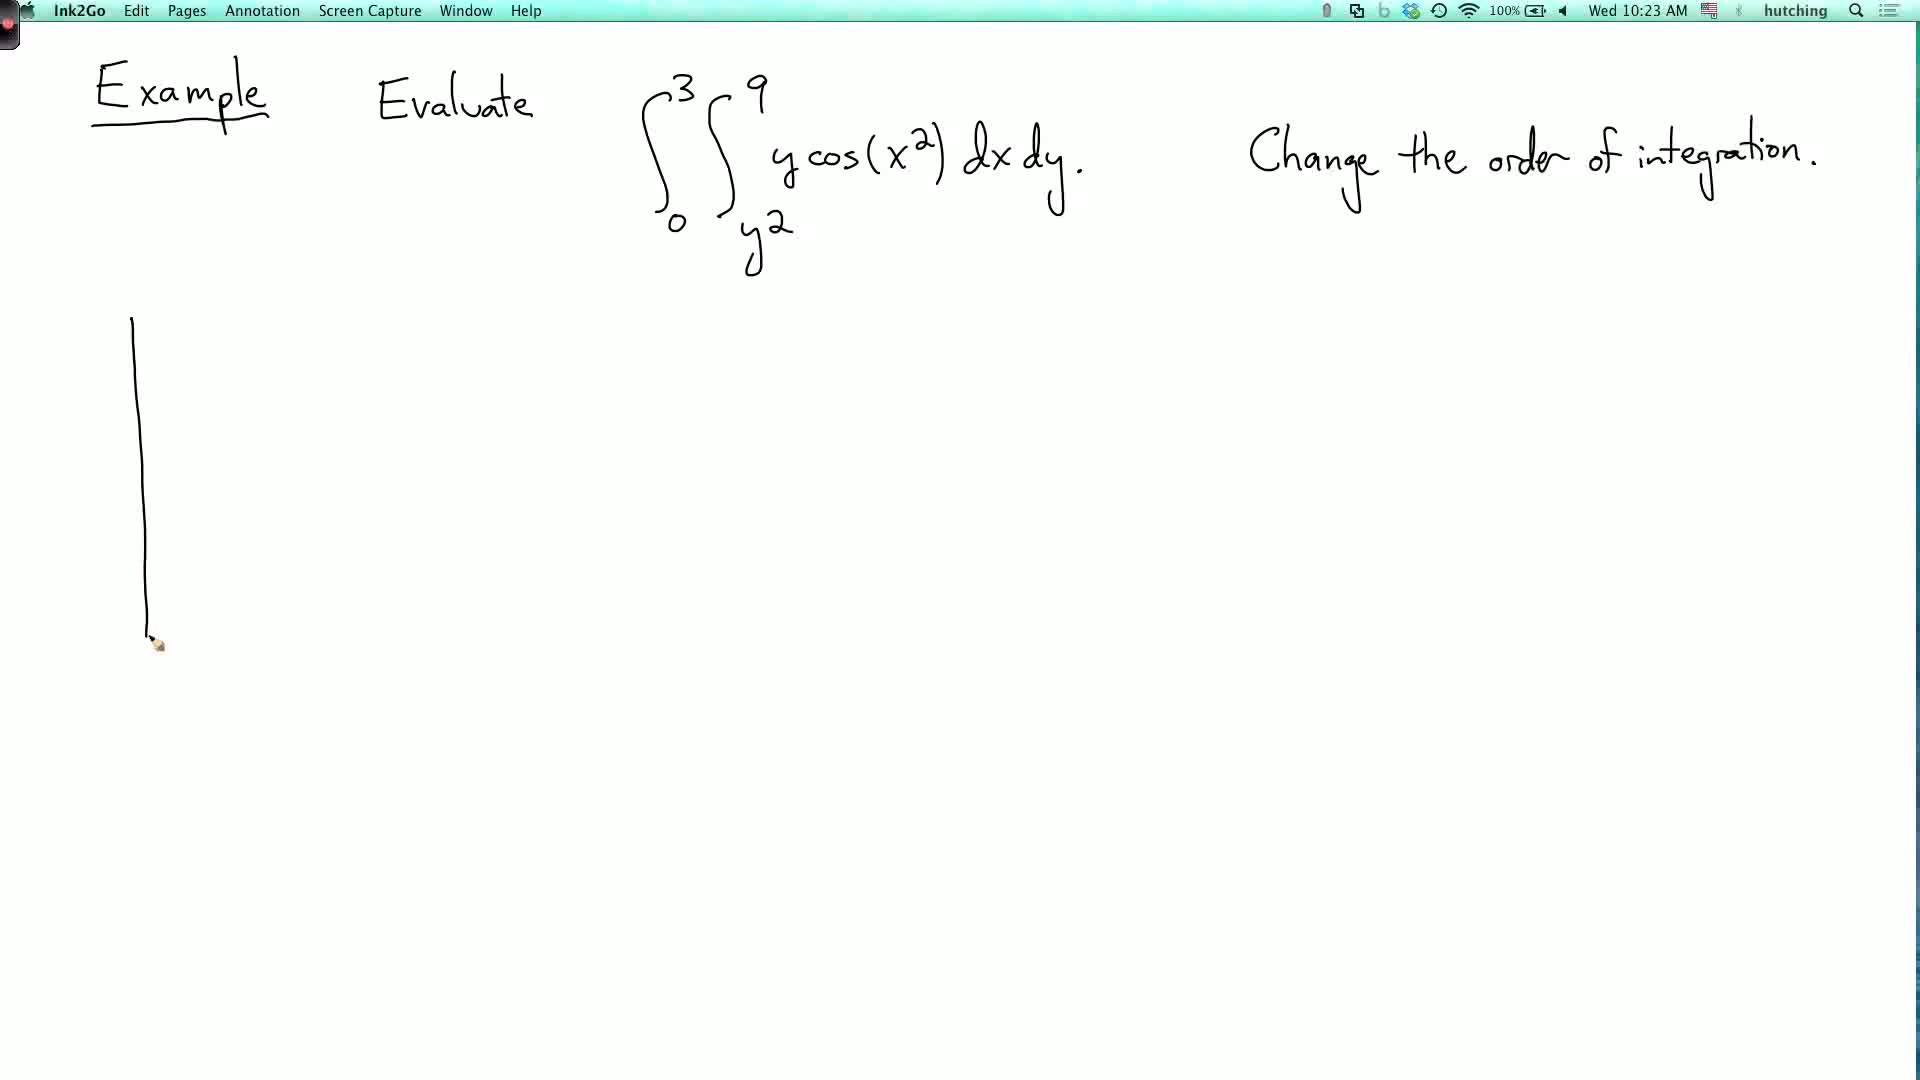 Ink2Go Edit Pages Annotation Screen Capture Window Help 100% Wed 10:23 AM hutching
Example Evaluate ∫₀³ ∫_{y²}⁹ y cos(x²) dx dy. Change the order of integration.